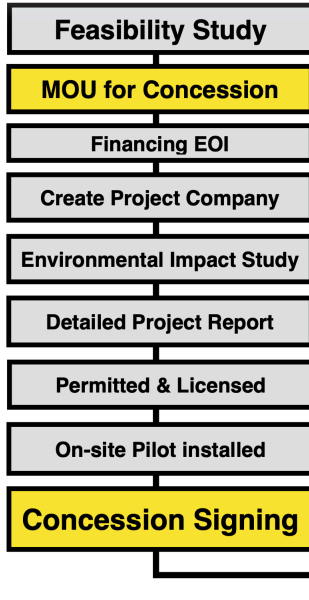 Feasibility Study
MOU for Concession
Financing EOI
Create Project Company
Environmental Impact Study
Detailed Project Report
Permitted & Licensed
On-site Pilot installed
Concession Signing